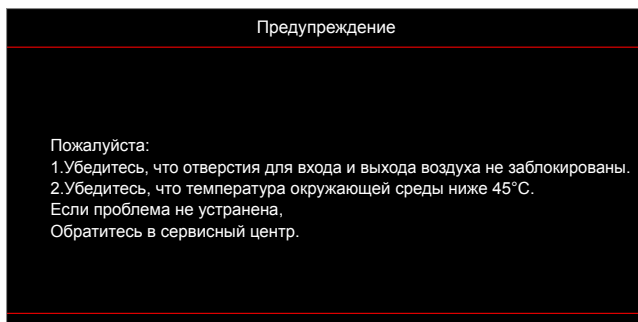 Предупреждение
Пожалуйста:
1.Убедитесь, что отверстия для входа и выхода воздуха не заблокированы.
2.Убедитесь, что температура окружающей среды ниже 45°C.
Если проблема не устранена,
Обратитесь в сервисный центр.